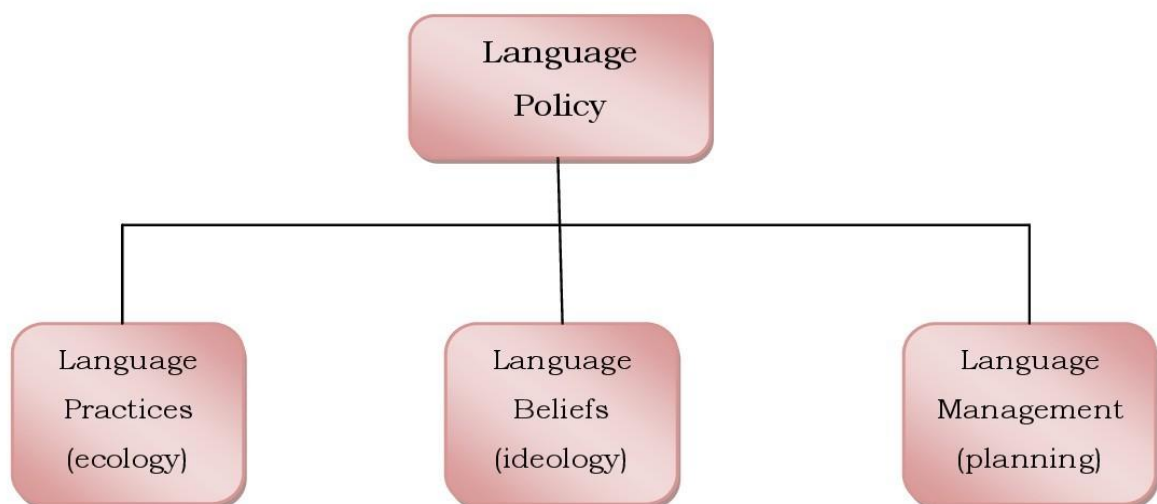 Language
Policy
Language
Practices
(ecology)
Language
Beliefs
(ideology)
Language
Management
(planning)